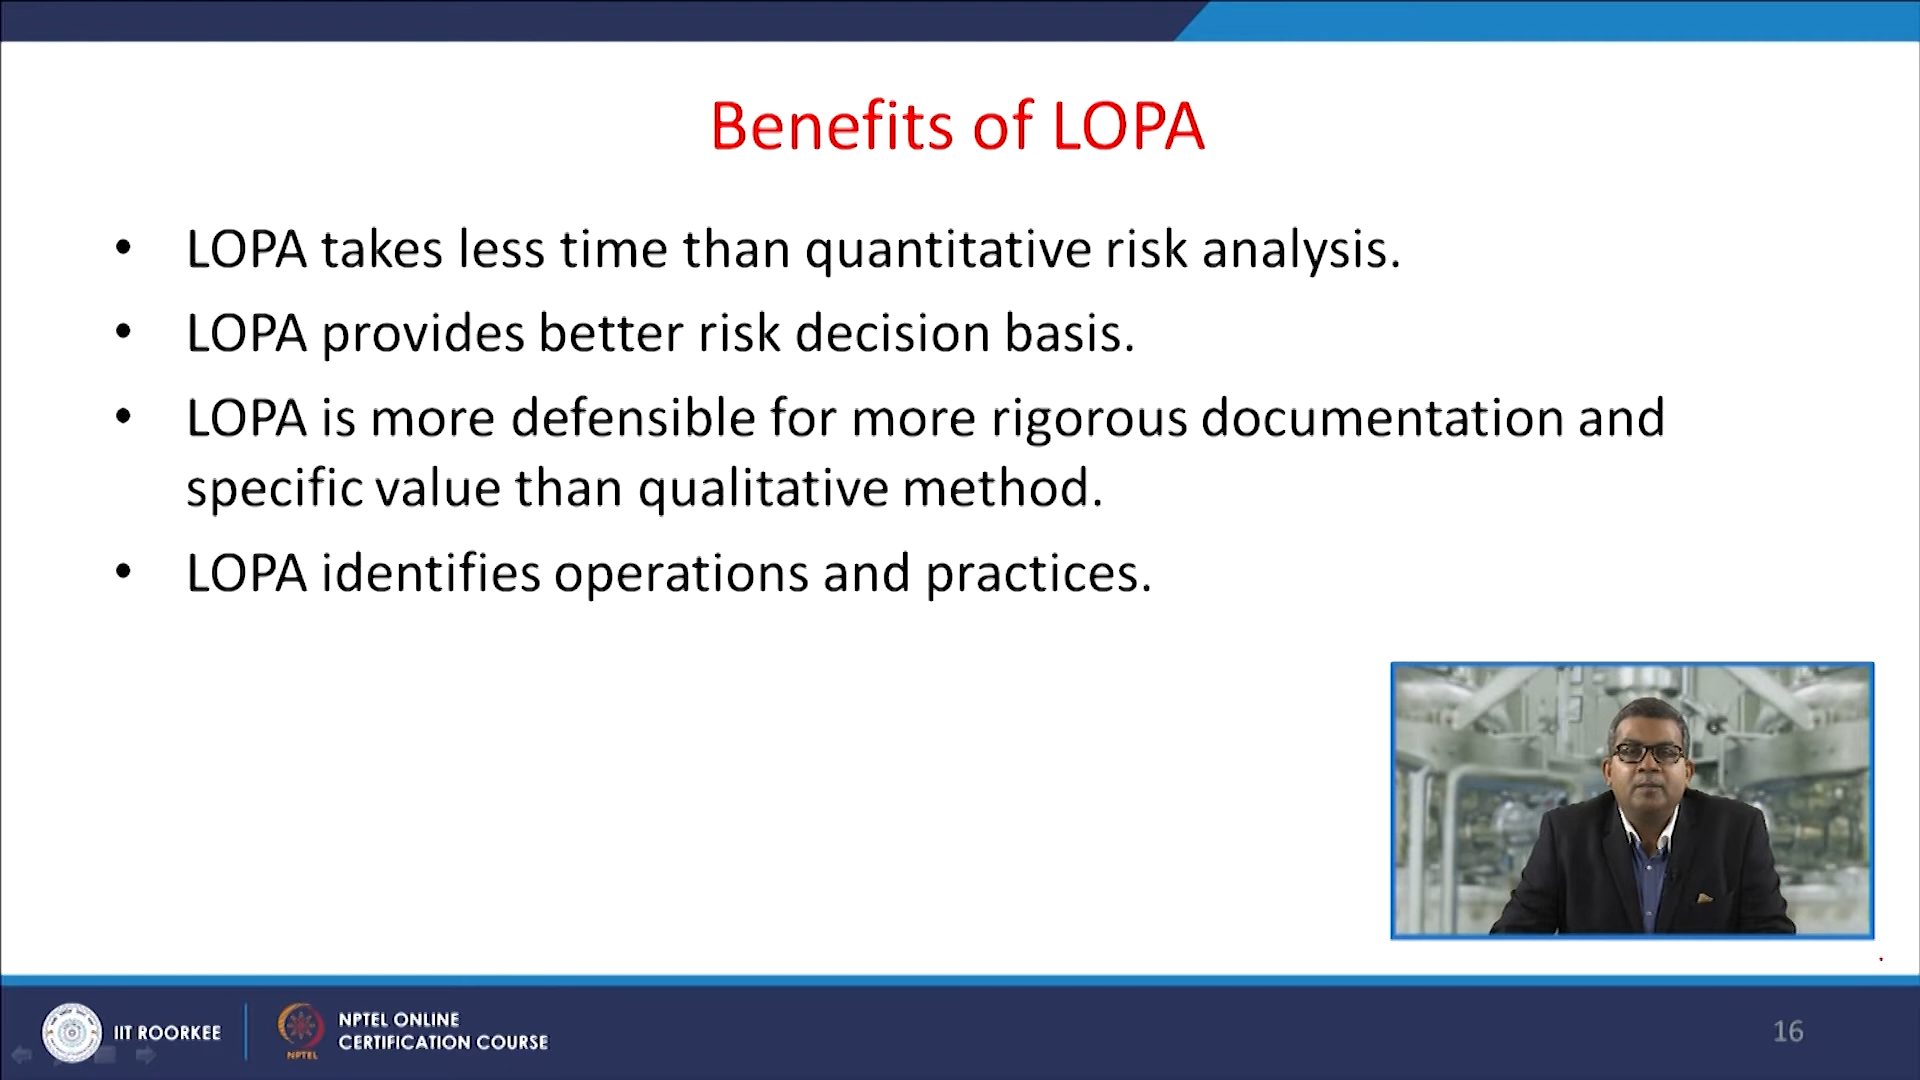 Benefits of LOPA
• LOPA takes less time than quantitative risk analysis.
• LOPA provides better risk decision basis.
• LOPA is more defensible for more rigorous documentation and
specific value than qualitative method.
• LOPA identifies operations and practices.
IIT ROORKEE
NPTEL
NPTEL ONLINE
CERTIFICATION COURSE
16